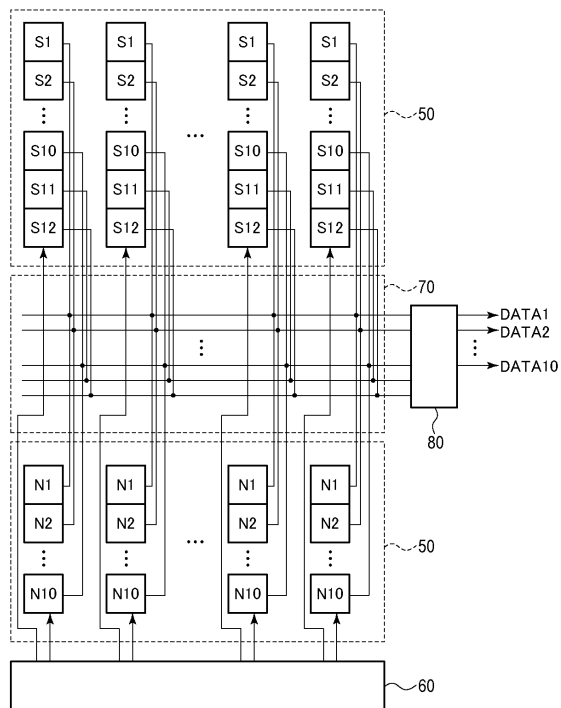 S1 S1 S1 S1
S2 S2 S2 S2
50
S10 S10 S10 S10
S11 S11 S11 S11
S12 S12 S12 S12
70
DATA1
DATA2
DATA10
80
N1 N1 N1 N1
N2 N2 N2 N2
50
N10 N10 N10 N10
60